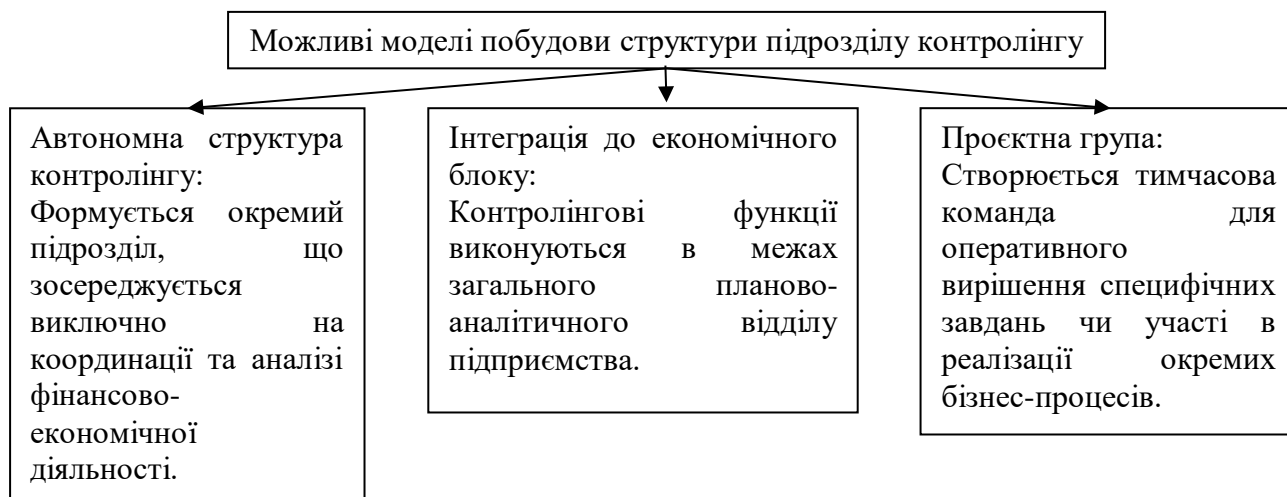 Можливі моделі побудови структури підрозділу контролінгу
Автономна структура
контролінгу:
Формується окремий
підрозділ, що
зосереджується
виключно на
координації та аналізі
фінансово-
економічної
діяльності.
Інтеграція до економічного
блоку:
Контролінгові функції
виконуються в межах
загального планово-
аналітичного відділу
підприємства.
Проєктна група:
Створюється тимчасова
команда для
оперативного
вирішення специфічних
завдань чи участі в
реалізації окремих
бізнес-процесів.